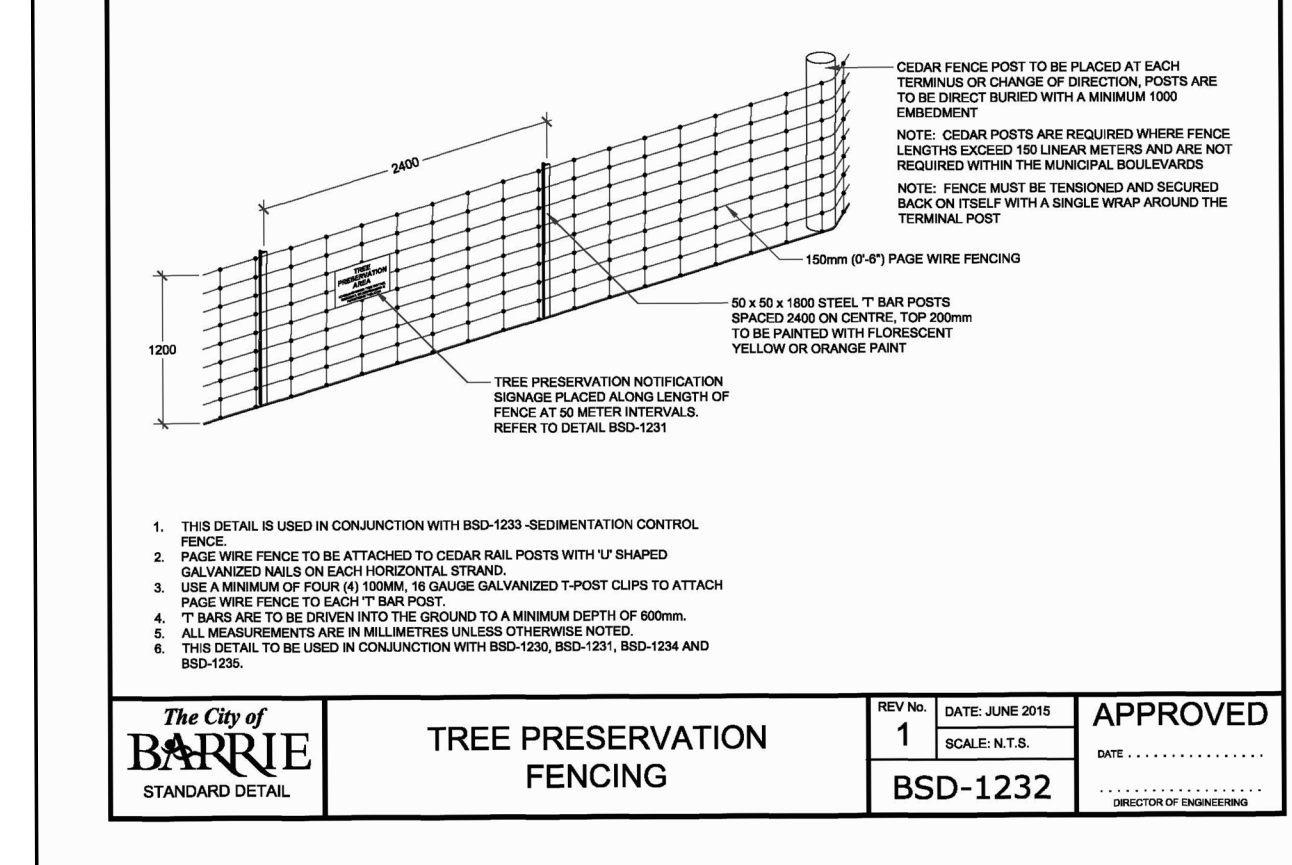 CEDAR FENCE POST TO BE PLACED AT EACH
TERMINUS OR CHANGE OF DIRECTION, POSTS ARE
TO BE DIRECT BURIED WITH A MINIMUM 1000
EMBEDMENT
NOTE: CEDAR POSTS ARE REQUIRED WHERE FENCE
LENGTHS EXCEED 150 LINEAR METERS AND ARE NOT
REQUIRED WITHIN THE MUNICIPAL BOULEVARDS
NOTE: FENCE MUST BE TENSIONED AND SECURED
BACK ON ITSELF WITH A SINGLE WRAP AROUND THE
TERMINAL POST
2400
150mm (0'-6") PAGE WIRE FENCING
TREE
PRESERVATION
AREA
50 x 50 x 1800 STEEL 'T' BAR POSTS
SPACED 2400 ON CENTRE, TOP 200mm
TO BE PAINTED WITH FLORESCENT
YELLOW OR ORANGE PAINT
1200
TREE PRESERVATION NOTIFICATION
SIGNAGE PLACED ALONG LENGTH OF
FENCE AT 50 METER INTERVALS.
REFER TO DETAIL BSD-1231
1. THIS DETAIL IS USED IN CONJUNCTION WITH BSD-1233 -SEDIMENTATION CONTROL
FENCE.
2. PAGE WIRE FENCE TO BE ATTACHED TO CEDAR RAIL POSTS WITH 'U' SHAPED
GALVANIZED NAILS ON EACH HORIZONTAL STRAND.
3. USE A MINIMUM OF FOUR (4) 100MM, 16 GAUGE GALVANIZED T-POST CLIPS TO ATTACH
PAGE WIRE FENCE TO EACH 'T' BAR POST.
4. 'T' BARS ARE TO BE DRIVEN INTO THE GROUND TO A MINIMUM DEPTH OF 600mm.
5. ALL MEASUREMENTS ARE IN MILLIMETRES UNLESS OTHERWISE NOTED.
6. THIS DETAIL TO BE USED IN CONJUNCTION WITH BSD-1230, BSD-1231, BSD-1234 AND
BSD-1235.
The City of
BARRIE
STANDARD DETAIL
TREE PRESERVATION
FENCING
REV No.
1
DATE: JUNE 2015
SCALE: N.T.S.
BSD-1232
APPROVED
DATE . . . . . . . . . . . . . . . .
. . . . . . . . . . . . . . . . . . .
DIRECTOR OF ENGINEERING